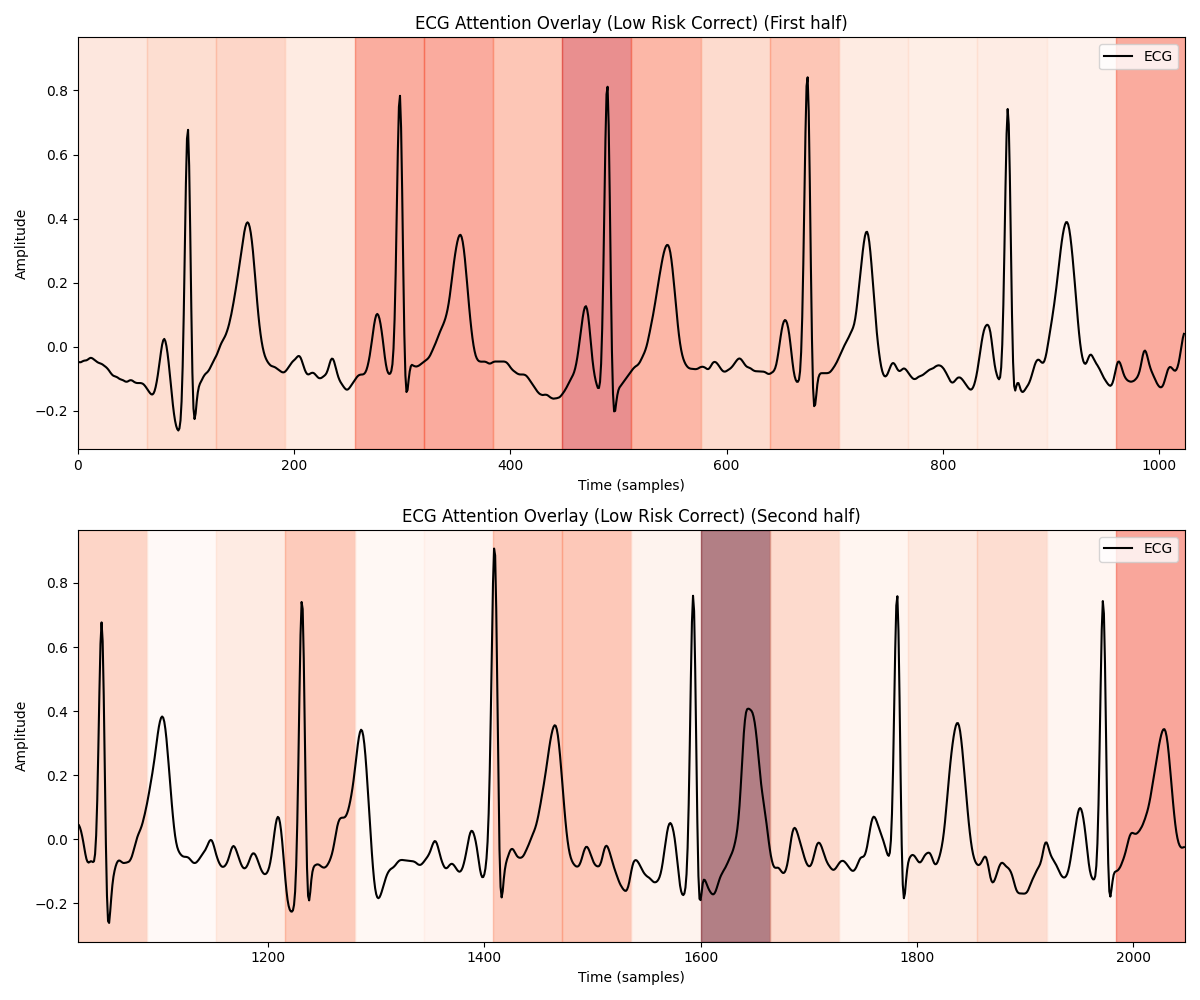 ECG Attention Overlay (Low Risk Correct) (First half)
ECG
Amplitude
0.8
0.6
0.4
0.2
0.0
−0.2
0 200 400 600 800 1000
Time (samples)
ECG Attention Overlay (Low Risk Correct) (Second half)
ECG
Amplitude
0.8
0.6
0.4
0.2
0.0
−0.2
1200 1400 1600 1800 2000
Time (samples)